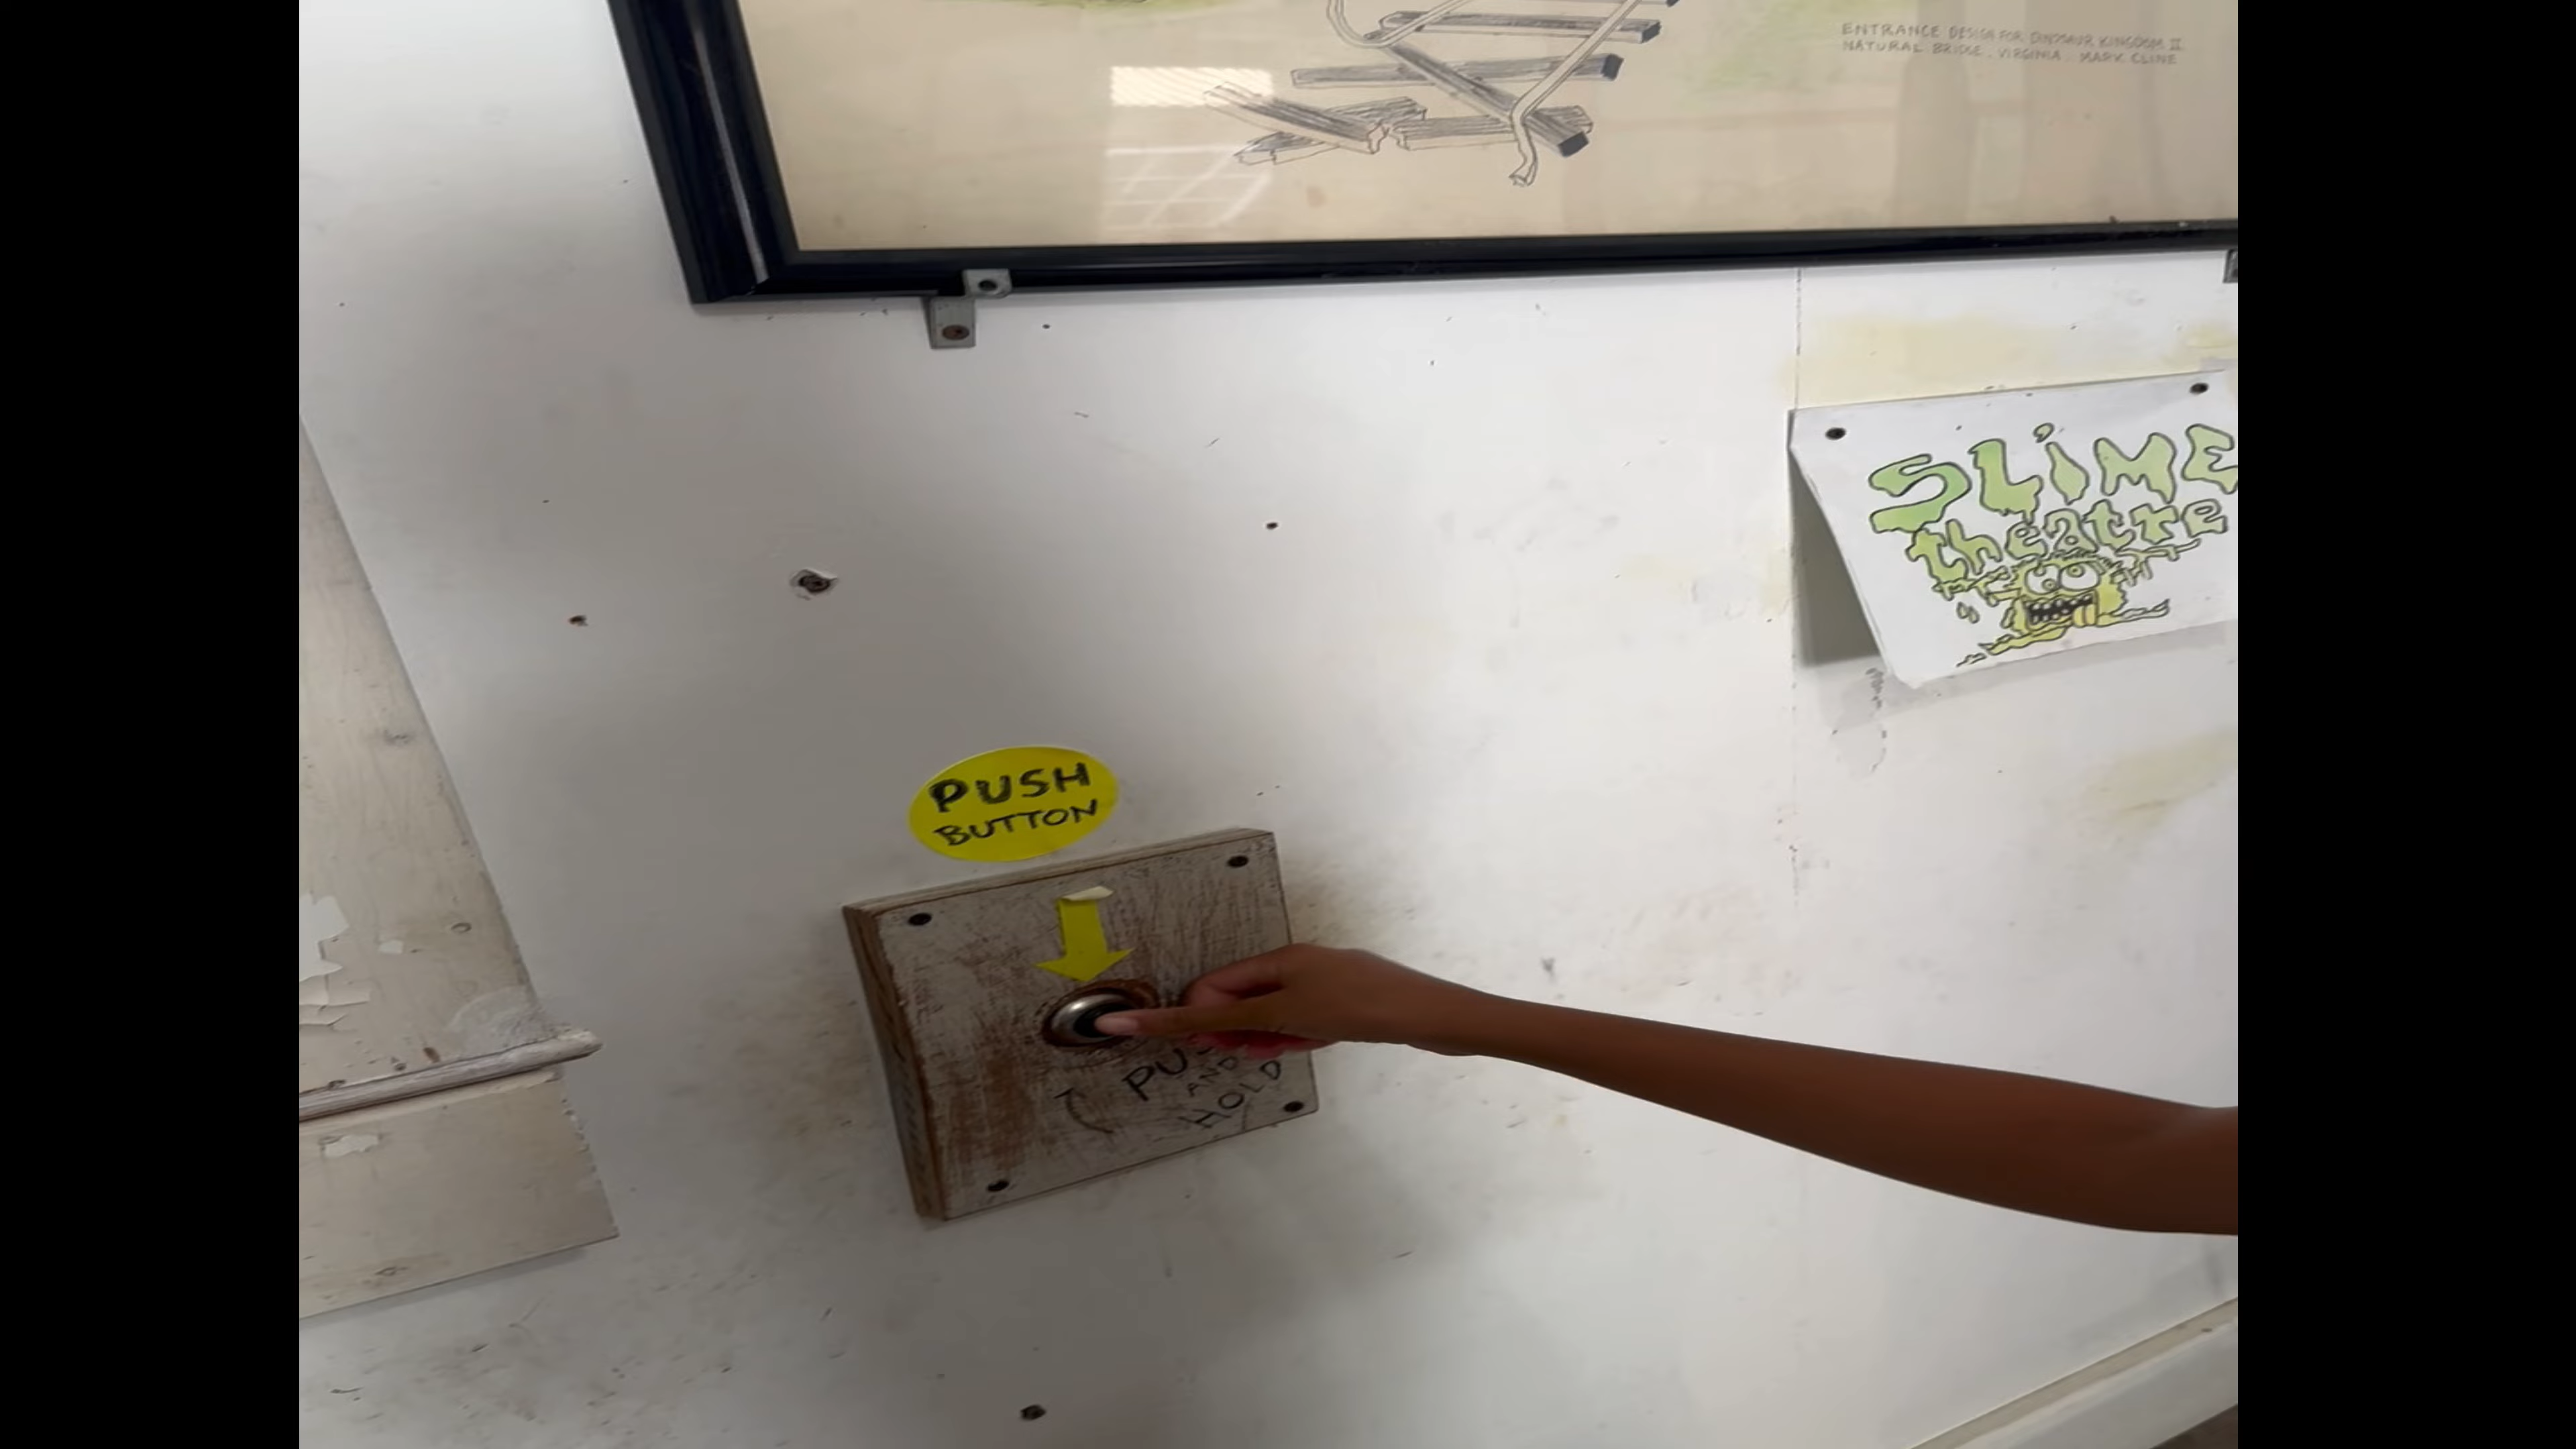 ENTRANCE DESIGN FOR DINOSAUR KINGDOM II
NATURAL BRIDGE . VIRGINIA . MARK CLINE
SLIME
theatre
PUSH
BUTTON
AND
HOLD